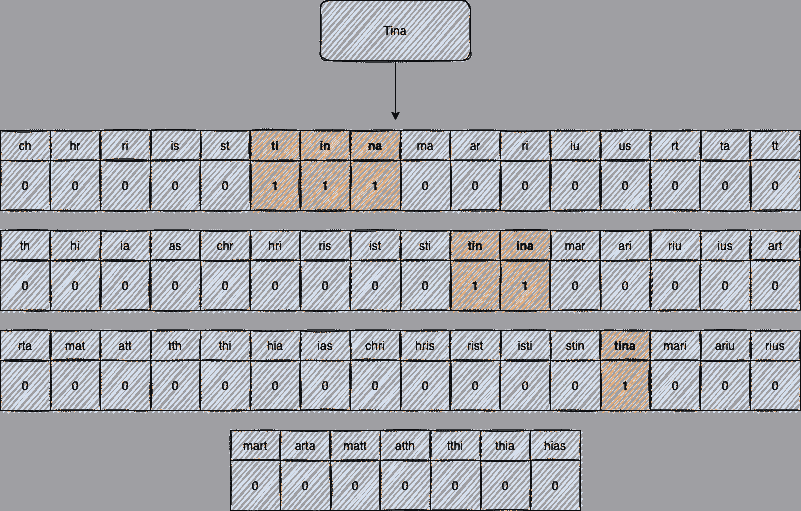 Tina
ch hr ri is st ti in na ma ar ri iu us rt ta tt
0 0 0 0 0 1 1 1 0 0 0 0 0 0 0 0
th hi ia as chr hri ris ist sti tin ina mar ari riu ius art
0 0 0 0 0 0 0 0 0 1 1 0 0 0 0 0
rta mat att tth thi hia ias chri hris rist isti stin tina mari ariu rius
0 0 0 0 0 0 0 0 0 0 0 0 1 0 0 0
mart arta matt atth tthi thia hias
0 0 0 0 0 0 0